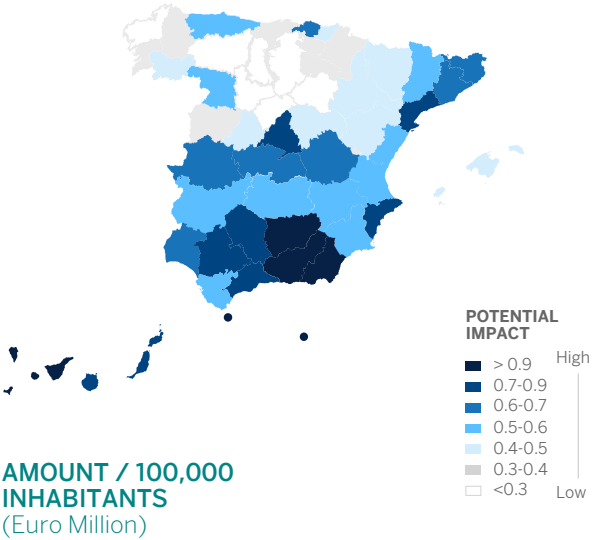 POTENTIAL
IMPACT
High
> 0.9
0.7-0.9
0.6-0.7
0.5-0.6
0.4-0.5
0.3-0.4
<0.3
Low
AMOUNT / 100,000
INHABITANTS
(Euro Million)